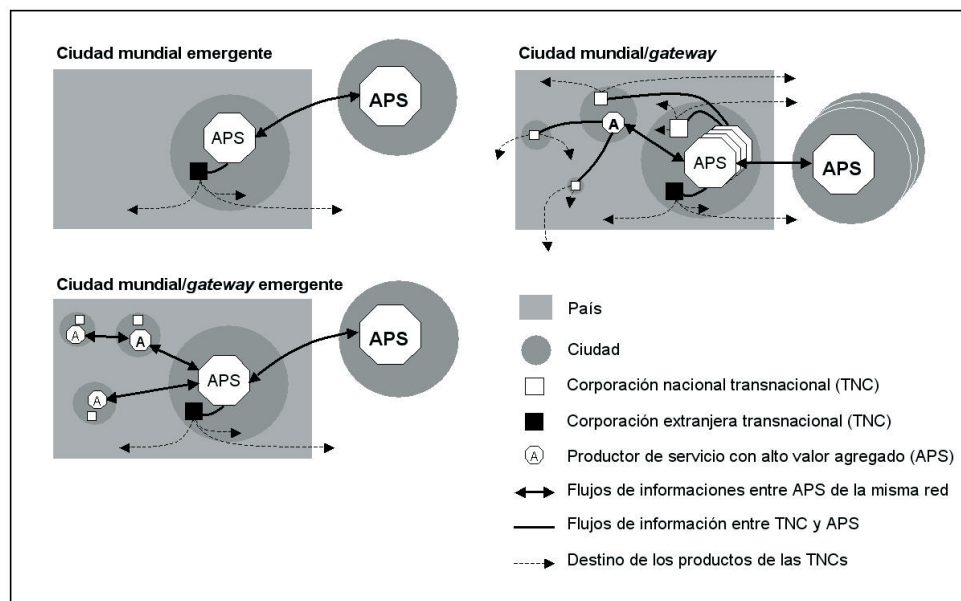 Ciudad mundial emergente
APS
APS
Ciudad mundial/gateway
A
APS
APS
Ciudad mundial/gateway emergente
A
A
A
APS
APS
País
Ciudad
Corporación nacional transnacional (TNC)
Corporación extranjera transnacional (TNC)
A Productor de servicio con alto valor agregado (APS)
Flujos de informaciones entre APS de la misma red
Flujos de información entre TNC y APS
Destino de los productos de las TNCs